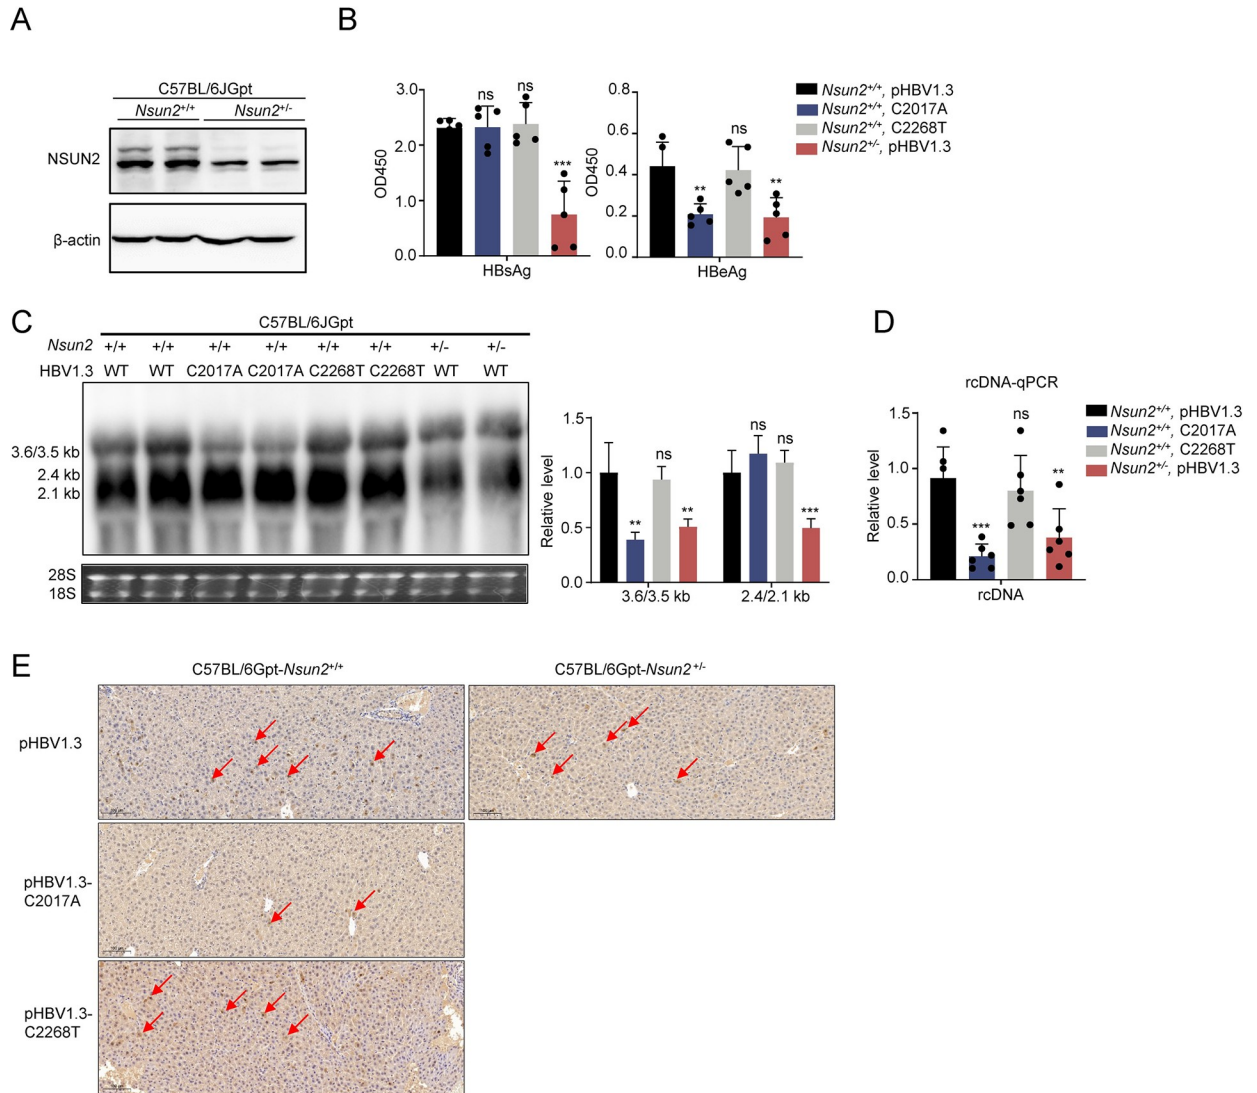 A
B
C57BL/6JGpt
Nsun2+/+ Nsun2+/-
NSUN2
β-actin
OD450
3.0
2.0
1.0
0.0
ns
ns
***
HBsAg
OD450
0.8
0.6
0.4
0.2
0.0
**
ns
**
HBeAg
Nsun2+/+, pHBV1.3
Nsun2+/+, C2017A
Nsun2+/+, C2268T
Nsun2+/-, pHBV1.3
C
C57BL/6JGpt
Nsun2 +/+ +/+ +/+ +/+ +/+ +/+ +/- +/-
HBV1.3 WT WT C2017A C2017A C2268T C2268T WT WT
3.6/3.5 kb
2.4 kb
2.1 kb
28S
18S
Relative level
1.5
1.0
0.5
0.0
**
ns
**
ns
ns
***
3.6/3.5 kb 2.4/2.1 kb
D
rcDNA-qPCR
Relative level
1.5
1.0
0.5
0.0
***
ns
**
rcDNA
Nsun2+/+, pHBV1.3
Nsun2+/+, C2017A
Nsun2+/+, C2268T
Nsun2+/-, pHBV1.3
E
C57BL/6Gpt-Nsun2+/+ C57BL/6Gpt-Nsun2 +/-
pHBV1.3
pHBV1.3-
C2017A
pHBV1.3-
C2268T